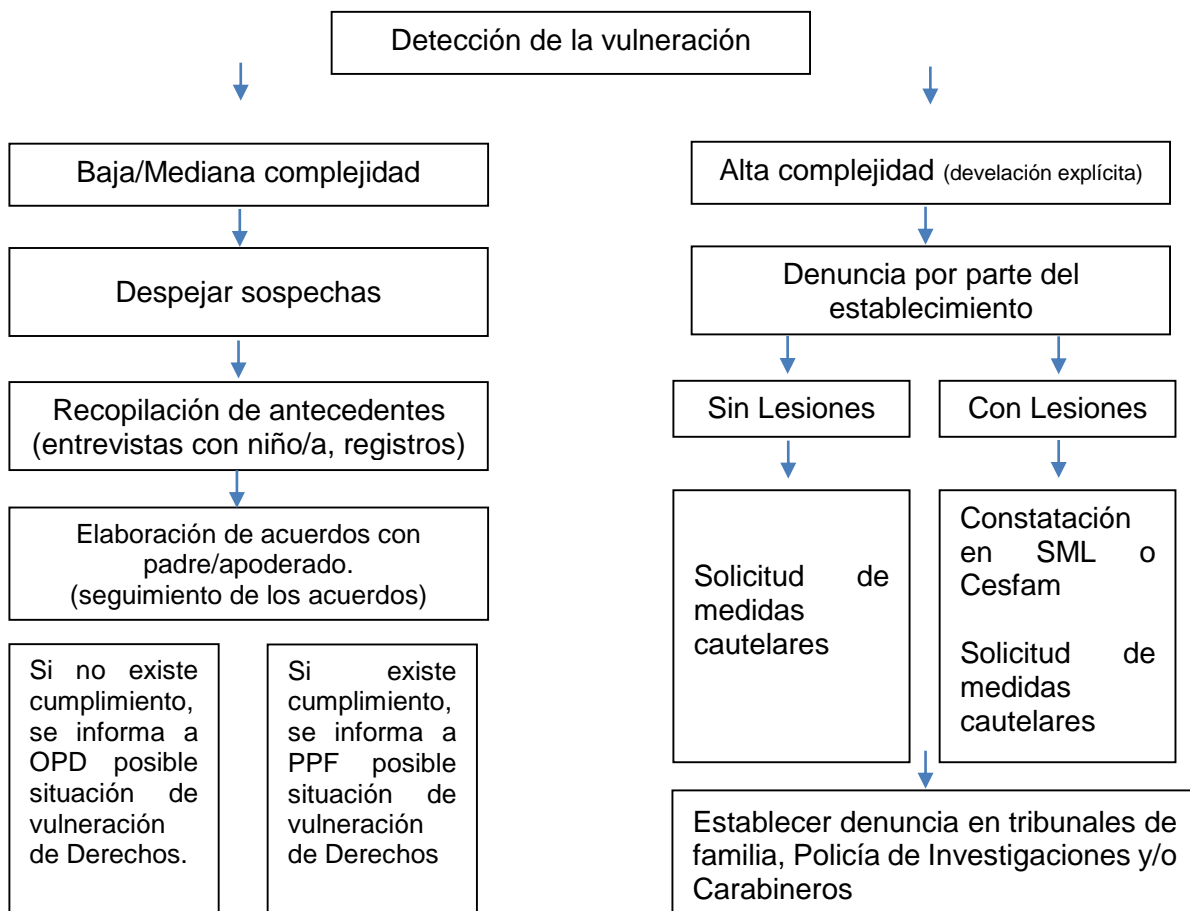 Detección de la vulneración
Baja/Mediana complejidad
Despejar sospechas
Recopilación de antecedentes
(entrevistas con niño/a, registros)
Elaboración de acuerdos con
padre/apoderado.
(seguimiento de los acuerdos)
Si no existe
cumplimiento,
se informa a
OPD posible
situación de
vulneración
de Derechos.
Si existe
cumplimiento,
se informa a
PPF posible
situación de
vulneración
de Derechos
Alta complejidad (develación explícita)
Denuncia por parte del
establecimiento
Sin Lesiones
Solicitud de
medidas
cautelares
Con Lesiones
Constatación
en SML o
Cesfam
Solicitud de
medidas
cautelares
Establecer denuncia en tribunales de
familia, Policía de Investigaciones y/o
Carabineros